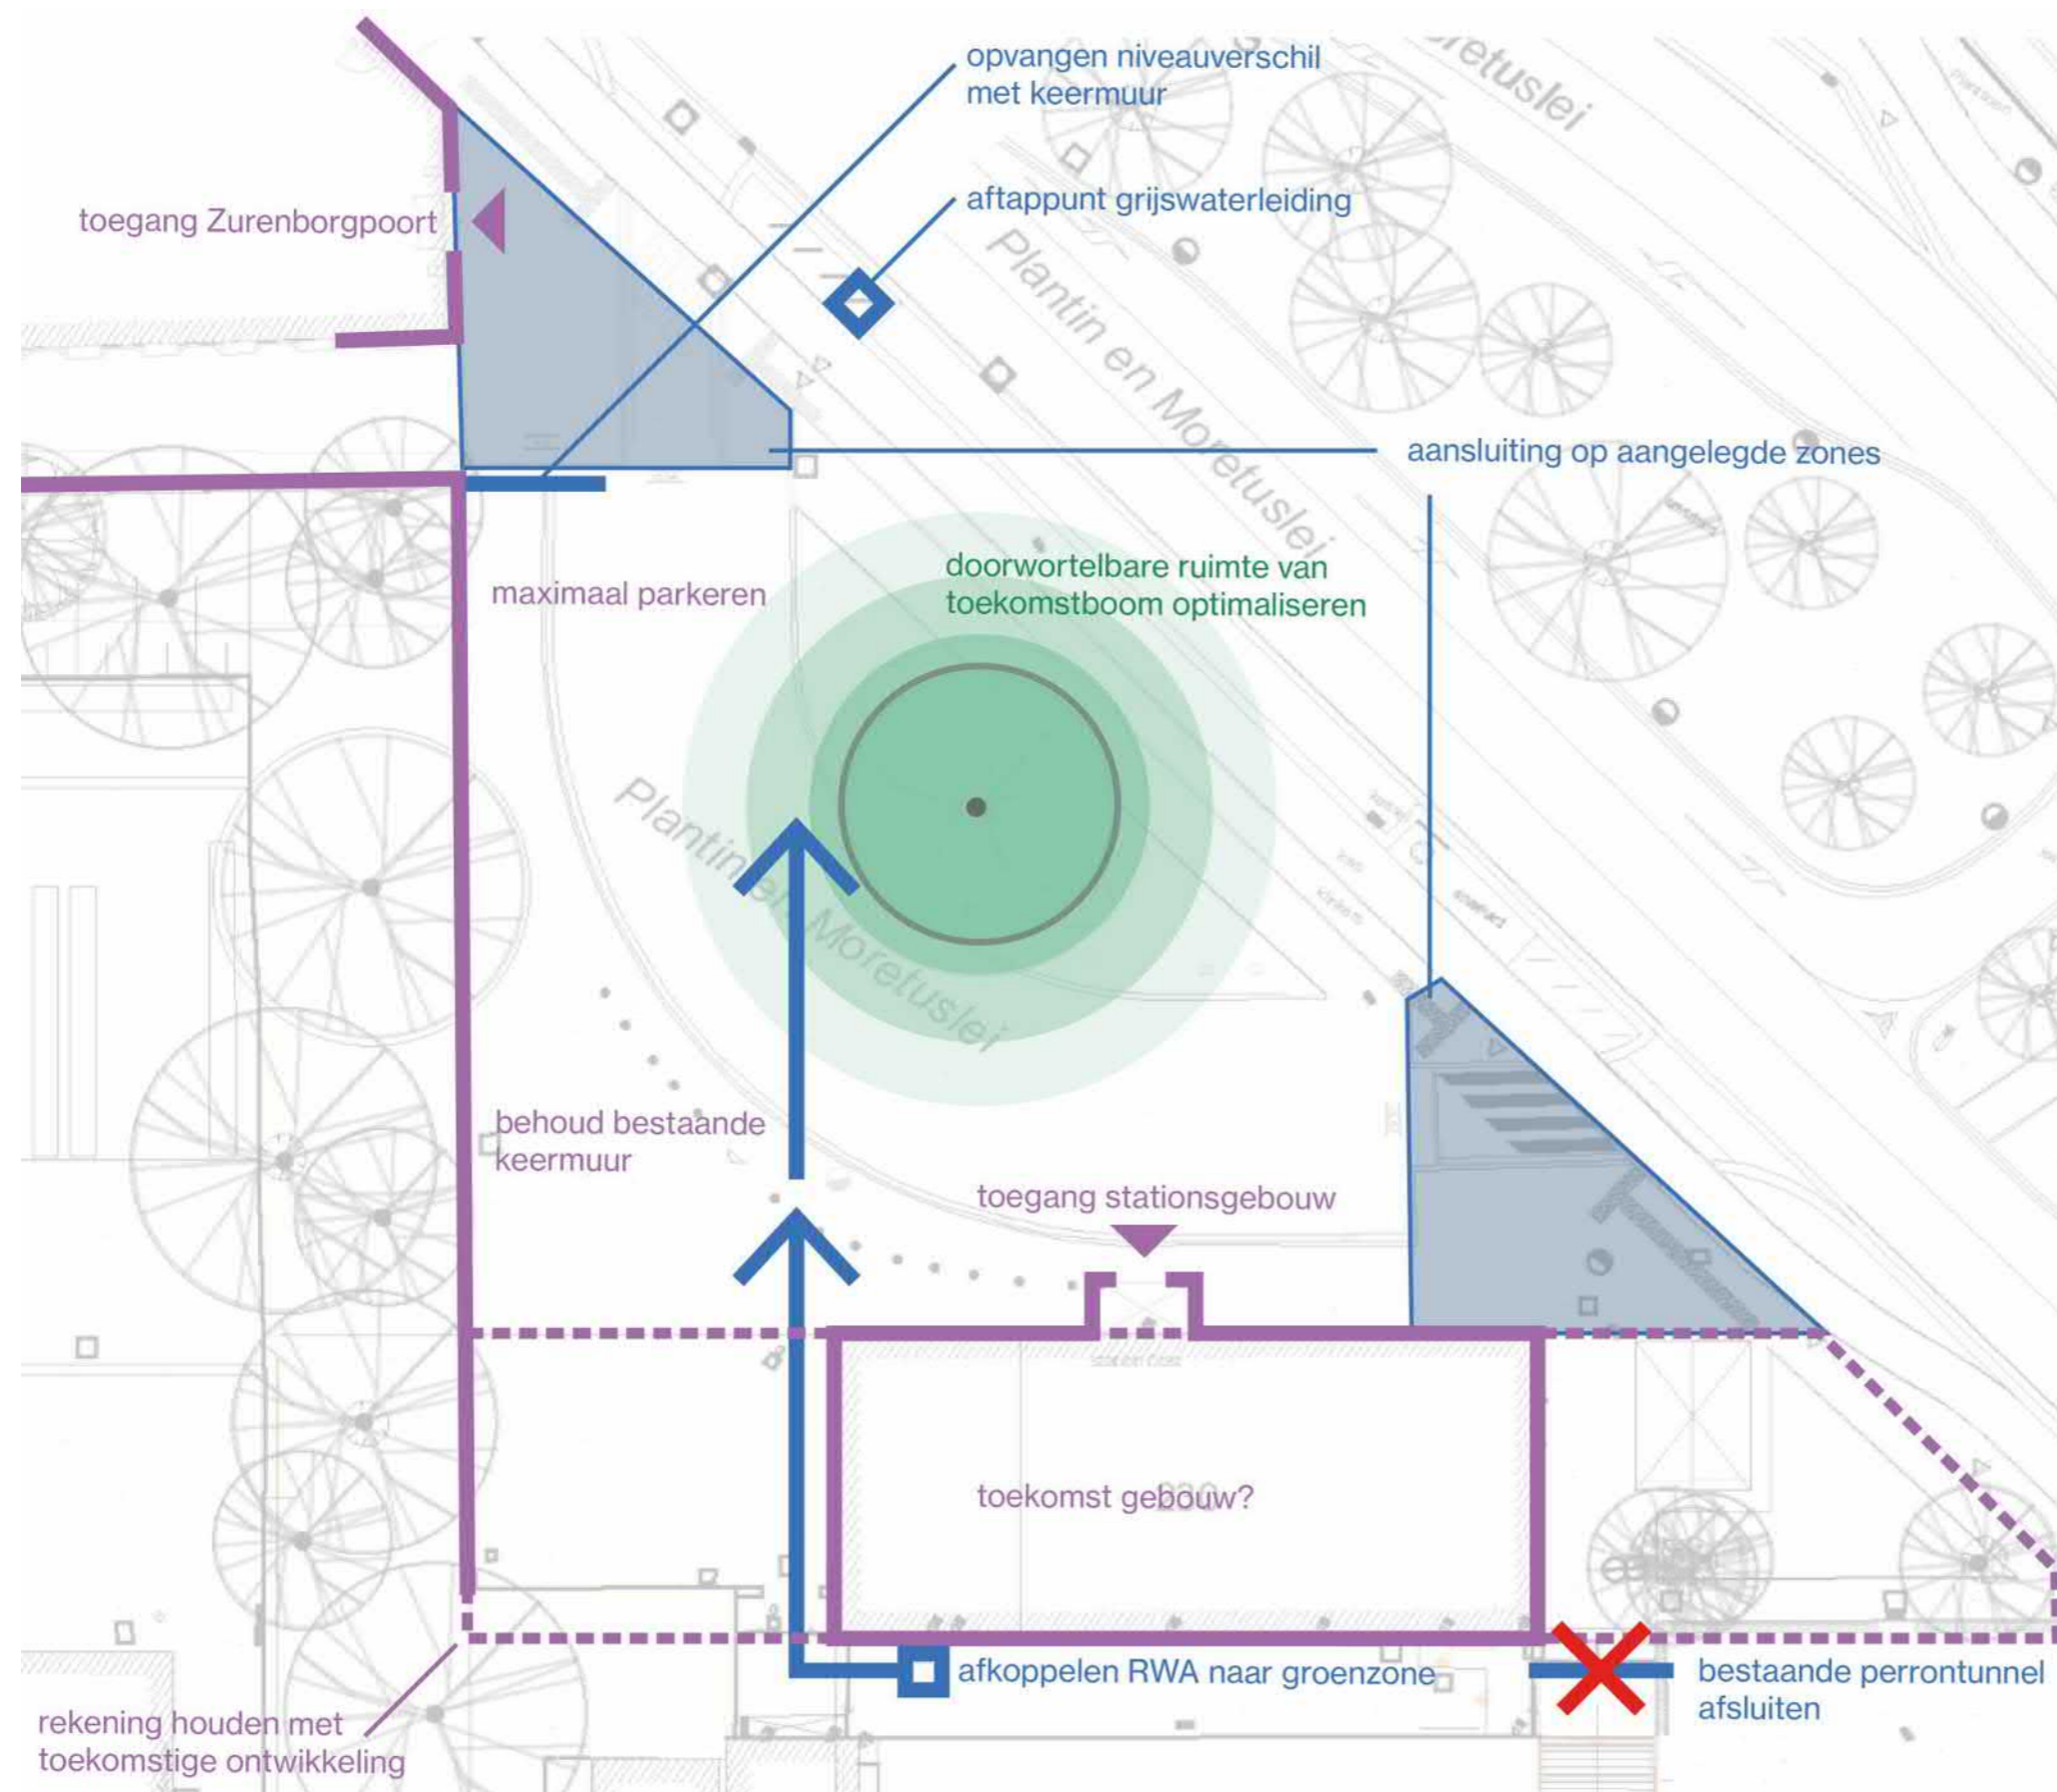 opvangen niveauverschil
met keermuur
retuslei
toegang Zurenborgpoort
aftappunt grijswaterleiding
Plantin en Moretuslei
aansluiting op aangelegde zones
maximaal parkeren
doorwortelbare ruimte van
toekomstboom optimaliseren
Plantin en Moretuslei
behoud bestaande
keermuur
toegang stationsgebouw
toekomst gebouw?
230
afkoppelen RWA naar groenzone
bestaande perrontunnel
afsluiten
rekening houden met
toekomstige ontwikkeling